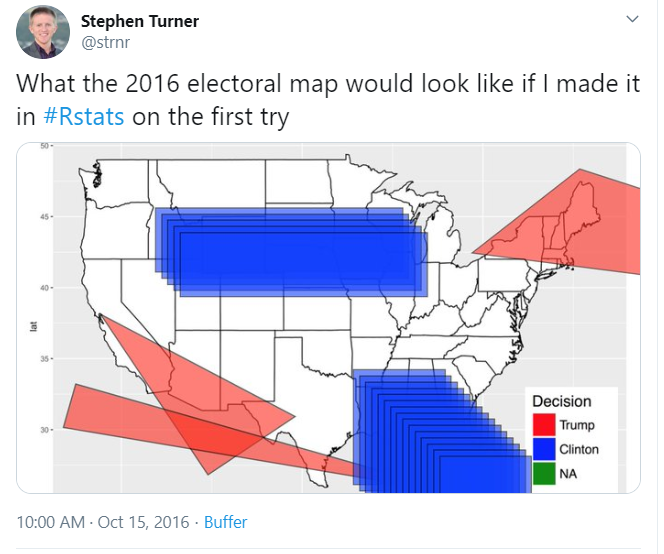 Stephen Turner
@strnr
What the 2016 electoral map would look like if I made it
in #Rstats on the first try
50
45
40
lat
35
30
Decision
Trump
Clinton
NA
10:00 AM · Oct 15, 2016 · Buffer